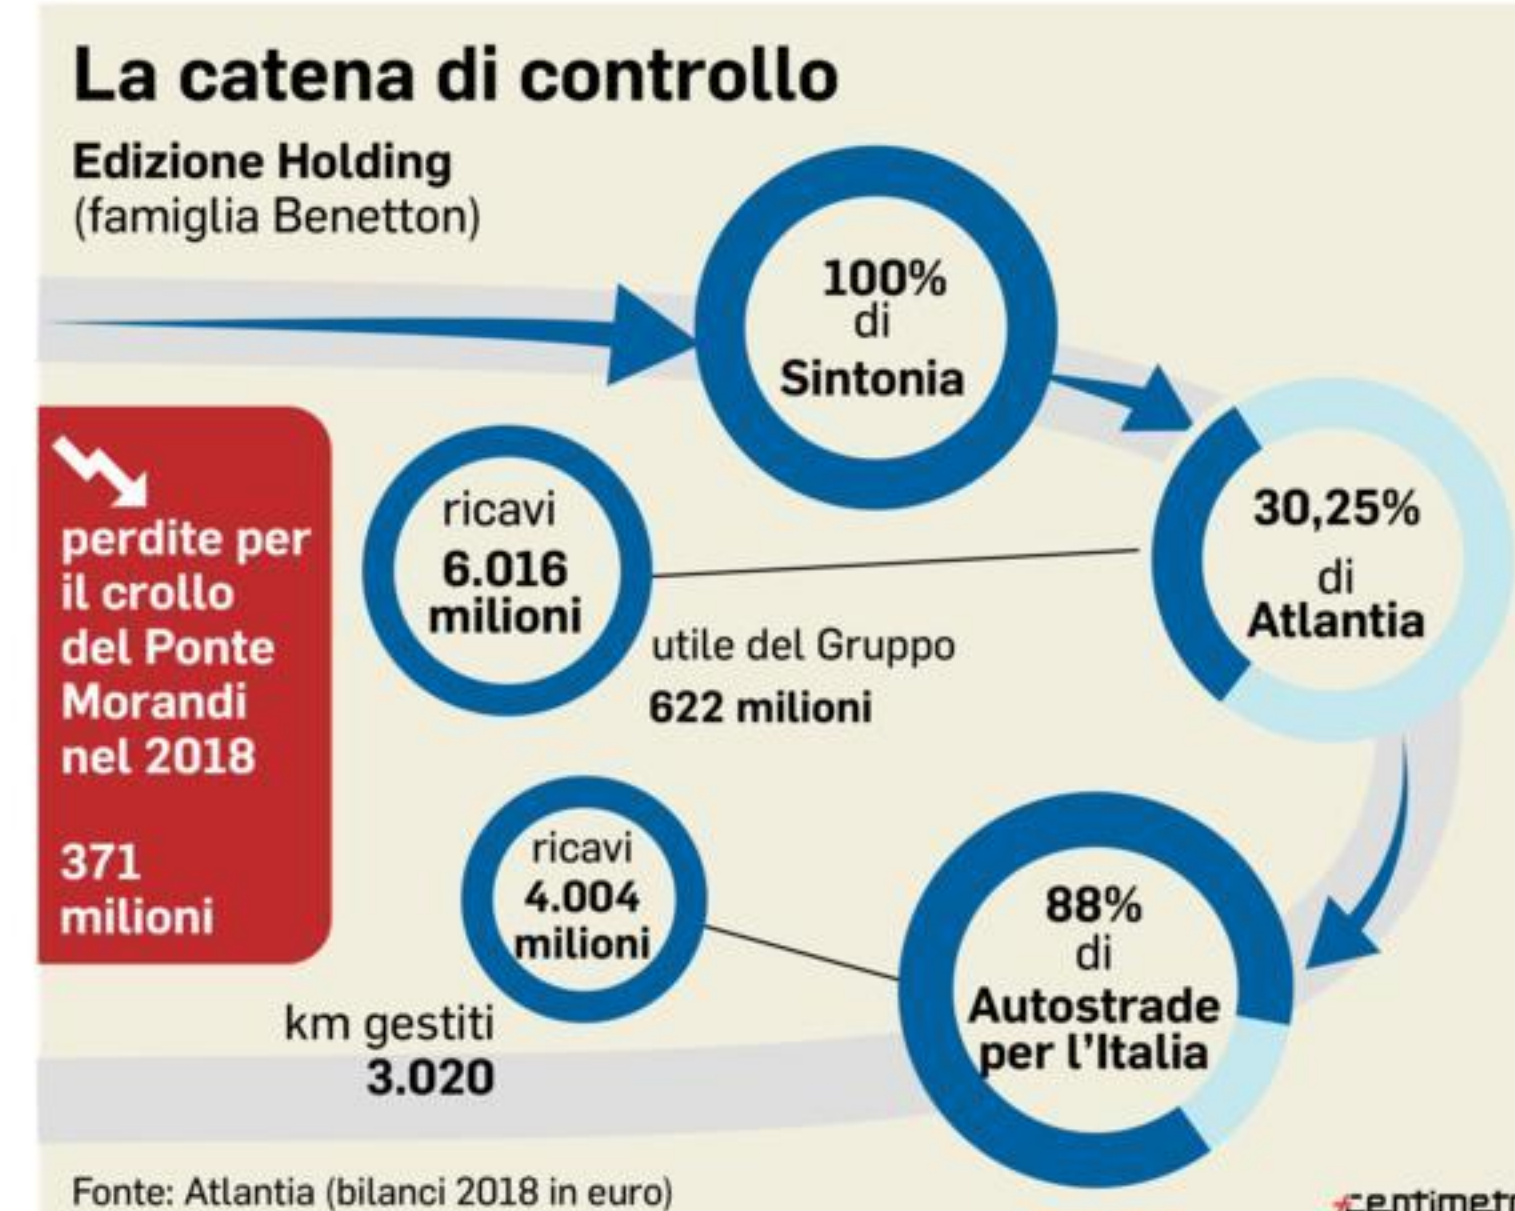 La catena di controllo
Edizione Holding
(famiglia Benetton)
100%
di
Sintonia
30,25%
di
Atlantia
ricavi
6.016
milioni
utile del Gruppo
622 milioni
perdite per
il crollo
del Ponte
Morandi
nel 2018
371
milioni
ricavi
4.004
milioni
88%
di
Autostrade
per l'Italia
km gestiti
3.020
Fonte: Atlantia (bilanci 2018 in euro)